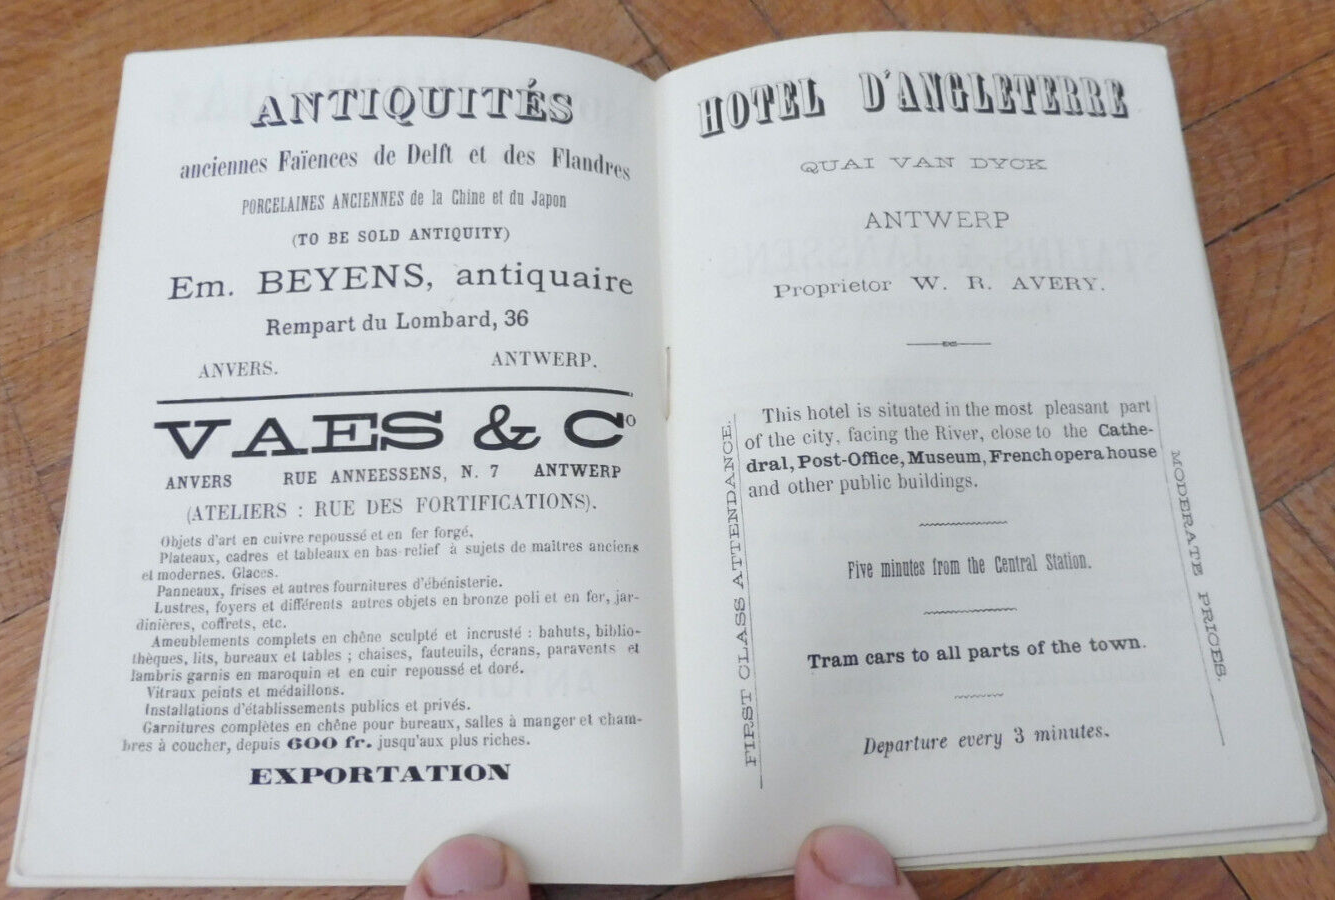 ANTIQUITÉS
anciennes Faïences de Delft et des Flandres
PORCELAINES ANCIENNES de la Chine et du Japon
(TO BE SOLD ANTIQUITY)
Em. BEYENS, antiquaire
Rempart du Lombard, 36
ANVERS. ANTWERP.
VAES & Co
ANVERS RUE ANNEESSENS, N. 7 ANTWERP
(ATELIERS : RUE DES FORTIFICATIONS).
Objets d'art en cuivre repoussé et en fer forgé.
Plateaux, cadres et tableaux en bas-relief à sujets de maîtres anciens
et modernes. Glaces.
Panneaux, frises et autres fournitures d'ébénisterie.
Lustres, foyers et différents autres objets en bronze poli et en fer, jar-
dinières, coffrets, etc.
Ameublements complets en chêne sculpté et incrusté : bahuts, biblio-
thèques, lits, bureaux et tables ; chaises, fauteuils, écrans, paravents et
lambris garnis en maroquin et en cuir repoussé et doré.
Vitraux peints et médaillons.
Installations d'établissements publics et privés.
Garnitures complètes en chêne pour bureaux, salles à manger et cham-
bres à coucher, depuis 600 fr. jusqu'aux plus riches.
EXPORTATION
HOTEL D'ANGLETERRE
QUAI VAN DYCK
ANTWERP
Proprietor W. R. AVERY.
FIRST CLASS ATTENDANCE.
This hotel is situated in the most pleasant part
of the city, facing the River, close to the Cathe-
dral, Post-Office, Museum, French opera house
and other public buildings.
Five minutes from the Central Station.
Tram cars to all parts of the town.
Departure every 3 minutes.
MODERATE PRICES.